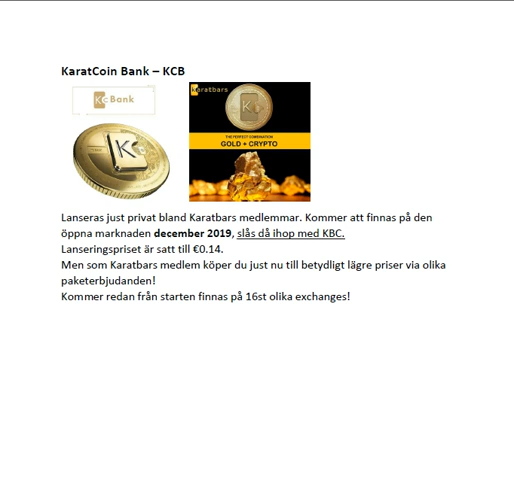 KaratCoin Bank – KCB
KC Bank
K
karatbars
KC
THE PERFECT COMBINATION
GOLD + CRYPTO
Lanseras just privat bland Karatbars medlemmar. Kommer att finnas på den
öppna marknaden december 2019, slås då ihop med KBC.
Lanseringspriset är satt till €0.14.
Men som Karatbars medlem köper du just nu till betydligt lägre priser via olika
paketerbjudanden!
Kommer redan från starten finnas på 16st olika exchanges!